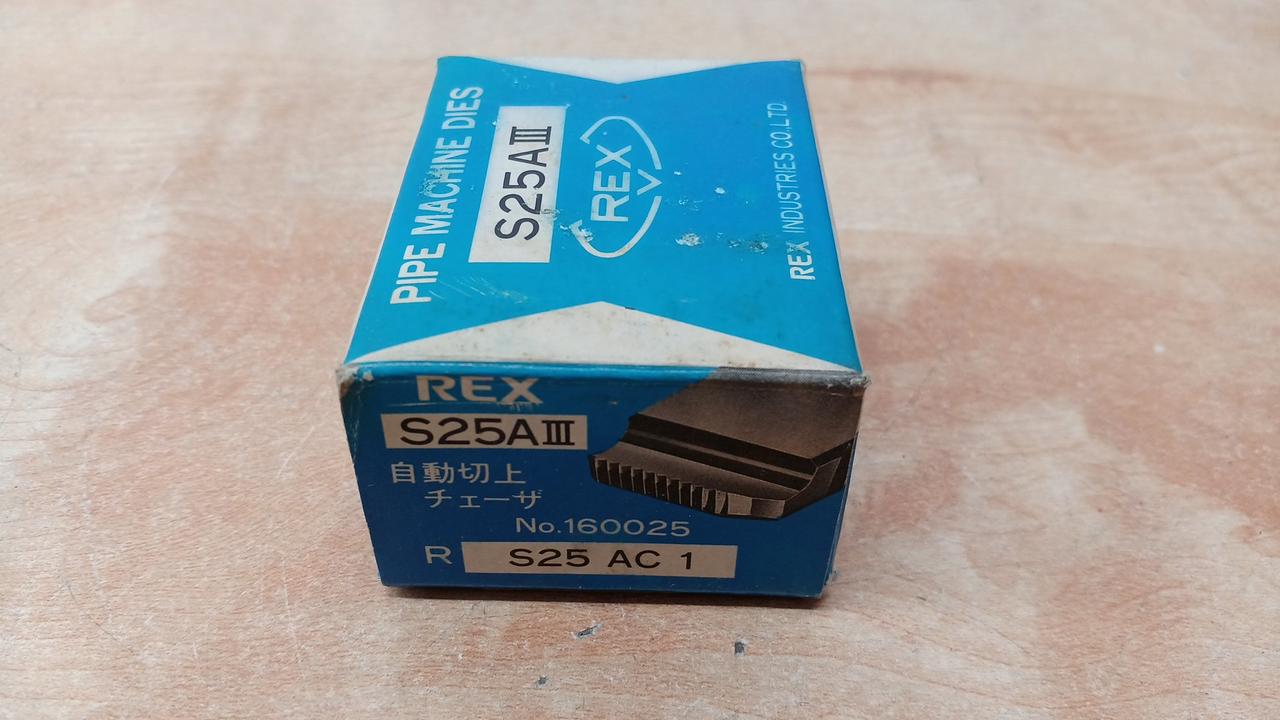 PIPE MACHINE DIES
S25AⅢ
REX
REX INDUSTRIES CO.,LTD.
REX
S25AⅢ
自動切上
チェーザ
No.160025
R S25 AC 1